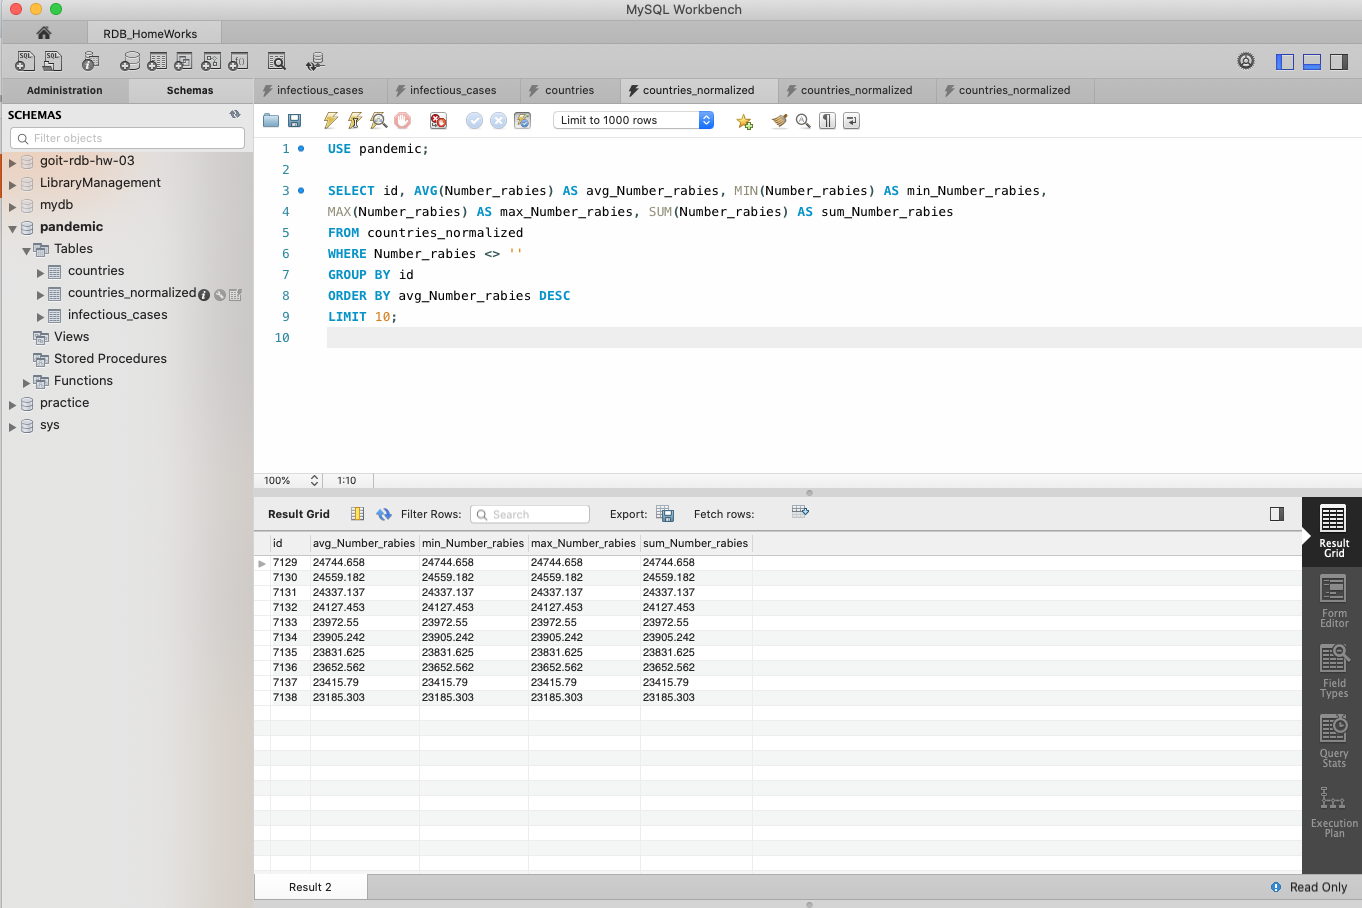 MySQL Workbench
RDB_HomeWorks
Administration
Schemas
infectious_cases
infectious_cases
countries
countries_normalized
countries_normalized
countries_normalized
SCHEMAS
Filter objects
goit-rdb-hw-03
LibraryManagement
mydb
pandemic
Tables
countries
countries_normalized
infectious_cases
Views
Stored Procedures
Functions
practice
sys
Limit to 1000 rows
1 USE pandemic;
2
3 SELECT id, AVG(Number_rabies) AS avg_Number_rabies, MIN(Number_rabies) AS min_Number_rabies,
4 MAX(Number_rabies) AS max_Number_rabies, SUM(Number_rabies) AS sum_Number_rabies
5 FROM countries_normalized
6 WHERE Number_rabies <> ''
7 GROUP BY id
8 ORDER BY avg_Number_rabies DESC
9 LIMIT 10;
10
100% 1:10
Result Grid Filter Rows: Search Export: Fetch rows:
id avg_Number_rabies min_Number_rabies max_Number_rabies sum_Number_rabies
7129 24744.658 24744.658 24744.658 24744.658
7130 24559.182 24559.182 24559.182 24559.182
7131 24337.137 24337.137 24337.137 24337.137
7132 24127.453 24127.453 24127.453 24127.453
7133 23972.55 23972.55 23972.55 23972.55
7134 23905.242 23905.242 23905.242 23905.242
7135 23831.625 23831.625 23831.625 23831.625
7136 23652.562 23652.562 23652.562 23652.562
7137 23415.79 23415.79 23415.79 23415.79
7138 23185.303 23185.303 23185.303 23185.303
Result
Grid
Form
Editor
Field
Types
Query
Stats
Execution
Plan
Result 2
Read Only